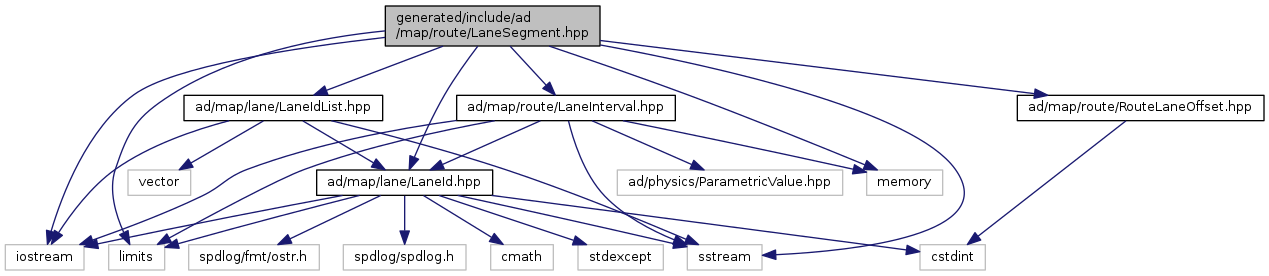 generated/include/ad
/map/route/LaneSegment.hpp
ad/map/lane/LaneIdList.hpp
ad/map/route/LaneInterval.hpp
ad/map/route/RouteLaneOffset.hpp
vector
ad/map/lane/LaneId.hpp
ad/physics/ParametricValue.hpp
memory
iostream
limits
spdlog/fmt/ostr.h
spdlog/spdlog.h
cmath
stdexcept
sstream
cstdint